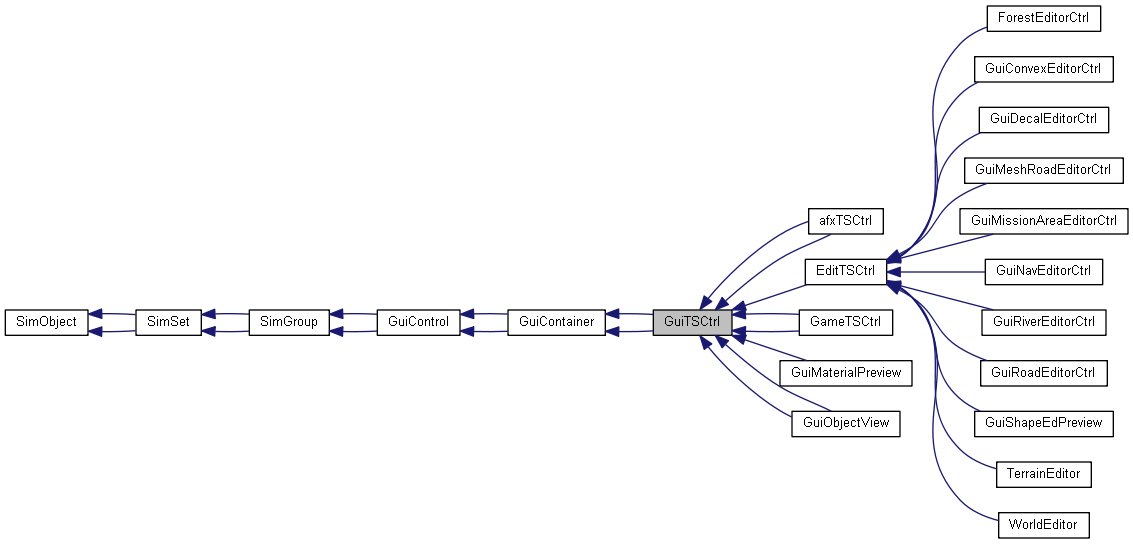 ForestEditorCtrl
GuiConvexEditorCtrl
GuiDecalEditorCtrl
GuiMeshRoadEditorCtrl
afxTSCtrl
GuiMissionAreaEditorCtrl
EditTSCtrl
GuiNavEditorCtrl
SimObject
SimSet
SimGroup
GuiControl
GuiContainer
GuiTSCtrl
GameTSCtrl
GuiRiverEditorCtrl
GuiMaterialPreview
GuiRoadEditorCtrl
GuiObjectView
GuiShapeEdPreview
TerrainEditor
WorldEditor